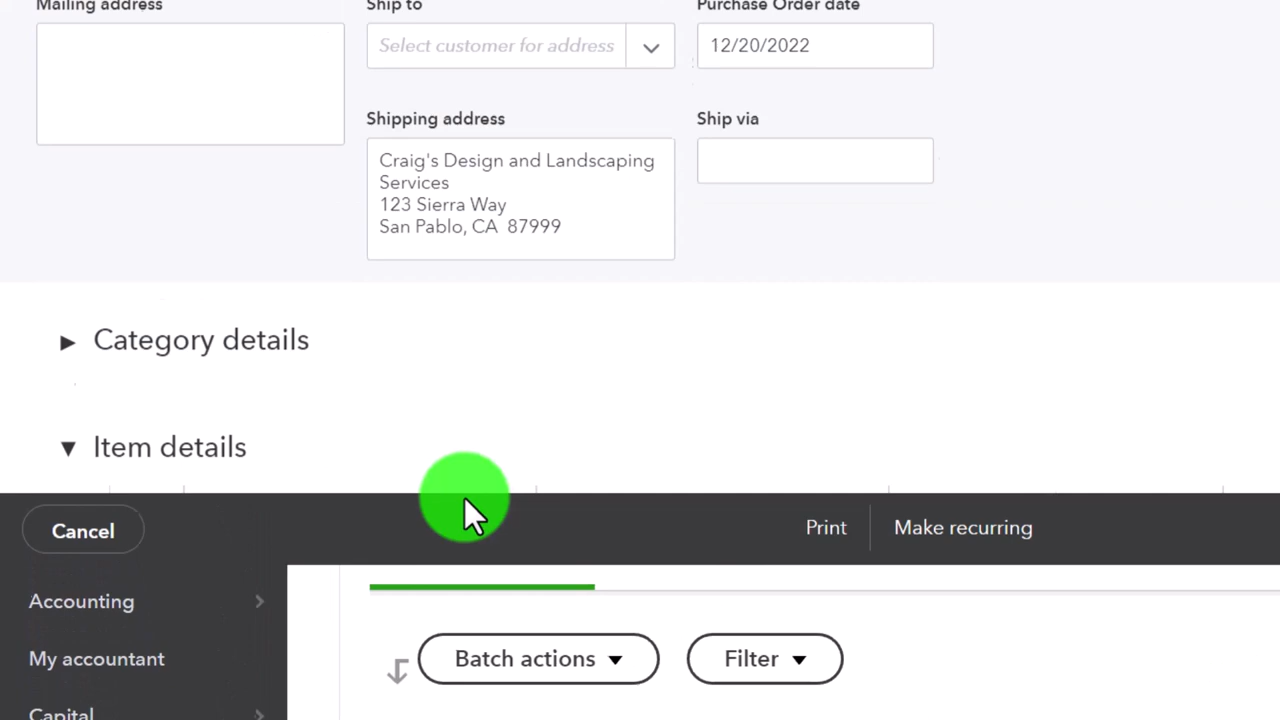 Mailing address
Ship to
Purchase Order date
Select customer for address
12/20/2022
Shipping address
Ship via
Craig's Design and Landscaping
Services
123 Sierra Way
San Pablo, CA 87999
Category details
Item details
Cancel
Print
Make recurring
Accounting
My accountant
Capital
Batch actions
Filter